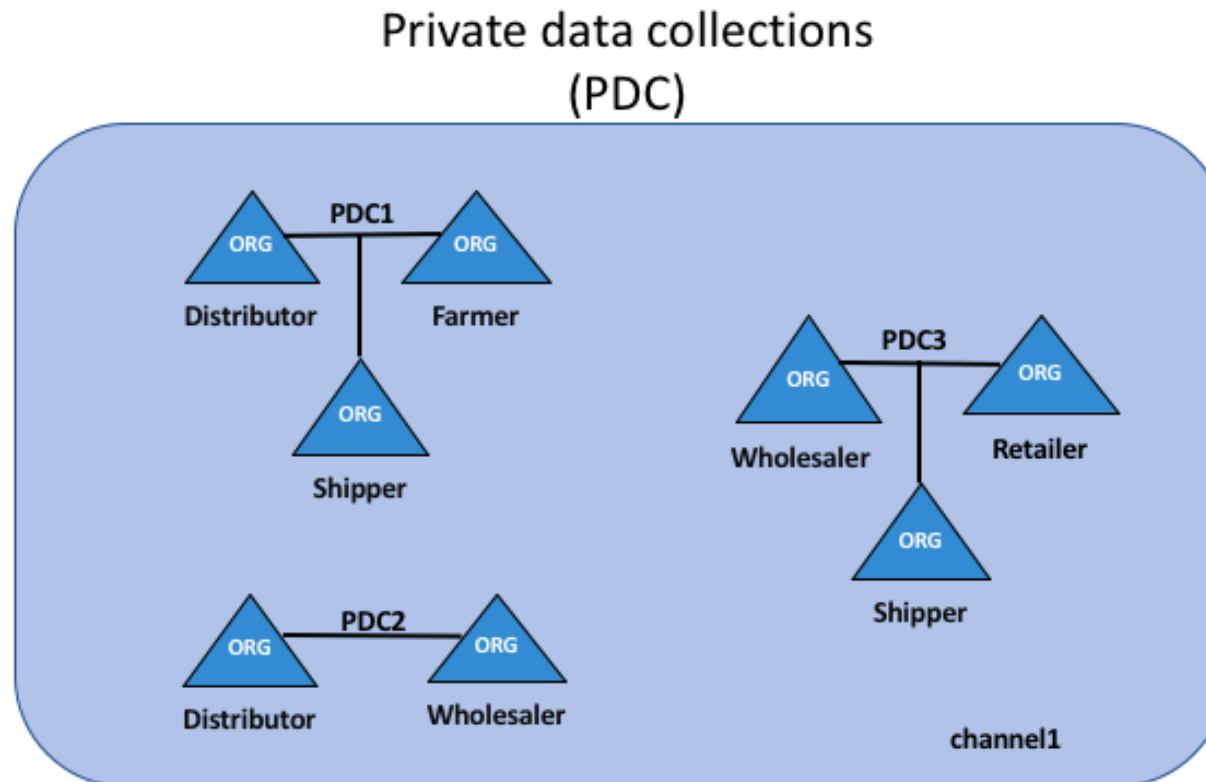 Private data collections
(PDC)
PDC1
ORG
ORG
Distributor
Farmer
ORG
Shipper
PDC3
ORG
ORG
Wholesaler
Retailer
ORG
Shipper
PDC2
ORG
ORG
Distributor
Wholesaler
channel1